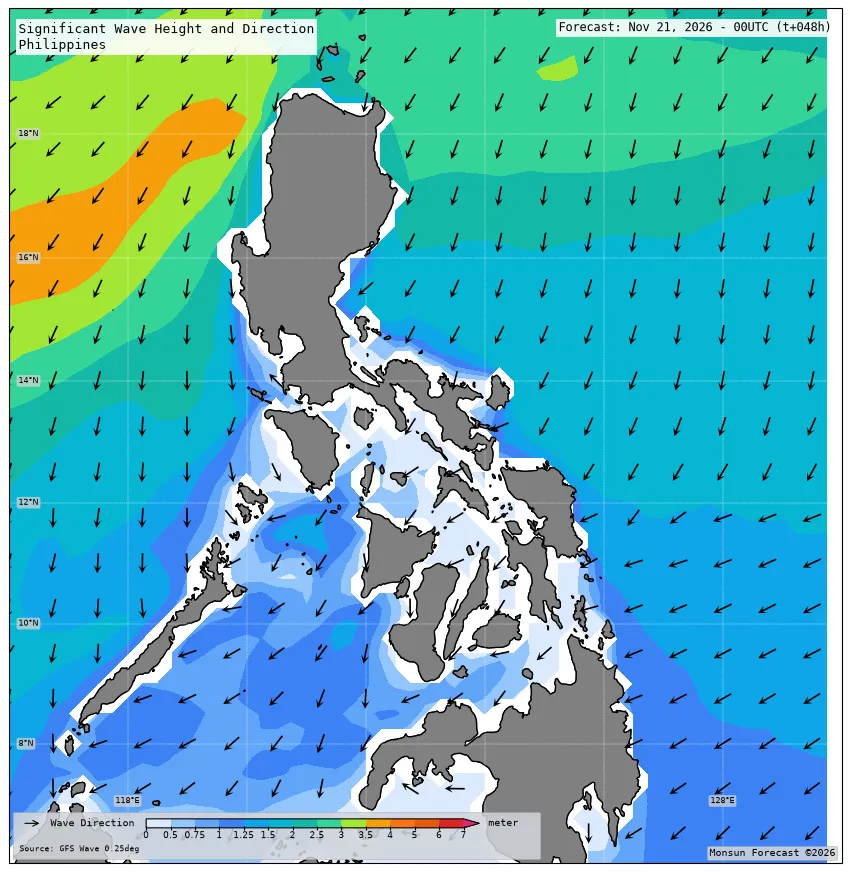 Significant Wave Height and Direction
Philippines
Forecast: Nov 21, 2026 - 00UTC (t+048h)
18°N
16°N
14°N
12°N
10°N
8°N
118°E
128°E
Wave Direction
0 0.5 0.75 1 1.25 1.5 2 2.5 3 3.5 4 5 6 7
meter
Source: GFS Wave 0.25deg
Monsun Forecast ©2026